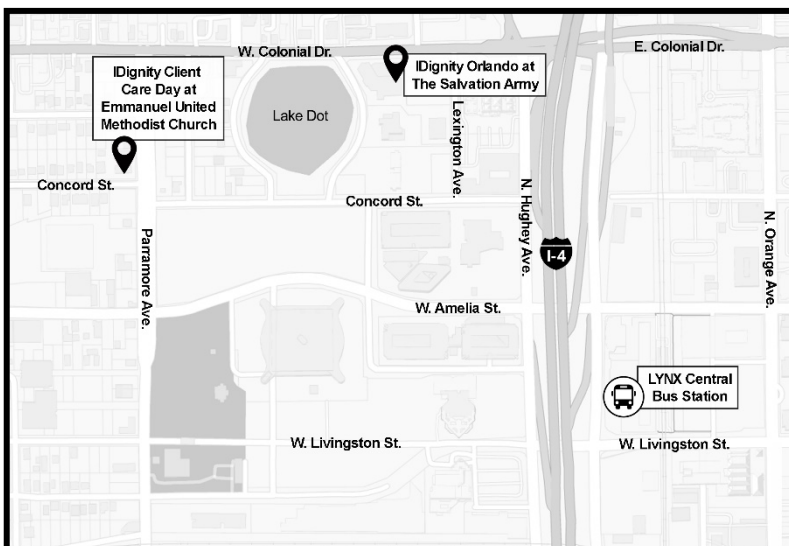 W. Colonial Dr.
E. Colonial Dr.
IDignity Client
Care Day at
Emmanuel United
Methodist Church
IDignity Orlando at
The Salvation Army
Lake Dot
Lexington Ave.
Concord St.
Concord St.
N. Hughey Ave.
N. Orange Ave.
Parramore Ave.
I-4
W. Amelia St.
LYNX Central
Bus Station
W. Livingston St.
W. Livingston St.